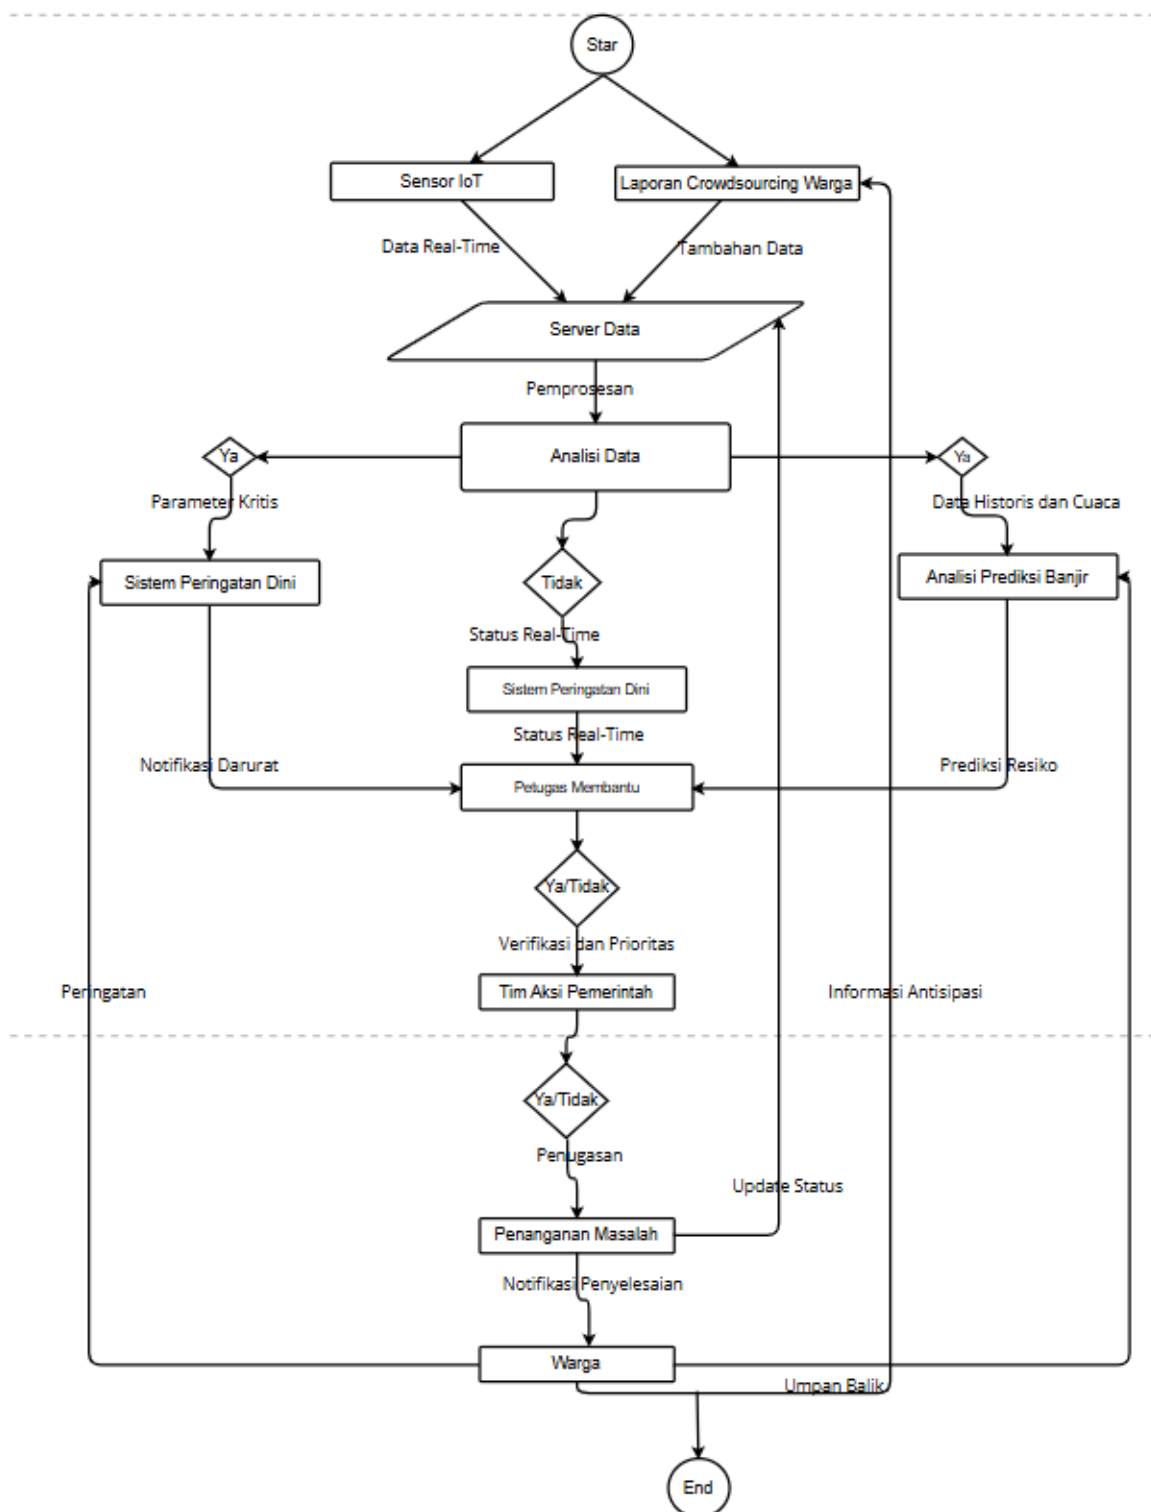 Star
Sensor IoT
Laporan Crowdsourcing Warga
Data Real-Time
Tambahan Data
Server Data
Pemprosesan
Ya
Analisi Data
Ya
Parameter Kritis
Data Historis dan Cuaca
Sistem Peringatan Dini
Tidak
Analisi Prediksi Banjir
Status Real-Time
Sistem Peringatan Dini
Status Real-Time
Notifikasi Darurat
Prediksi Resiko
Petugas Membantu
Ya/Tidak
Verifikasi dan Prioritas
Peringatan
Tim Aksi Pemerintah
Informasi Antisipasi
Ya/Tidak
Penugasan
Update Status
Penanganan Masalah
Notifikasi Penyelesaian
Warga
Umpan Balik
End